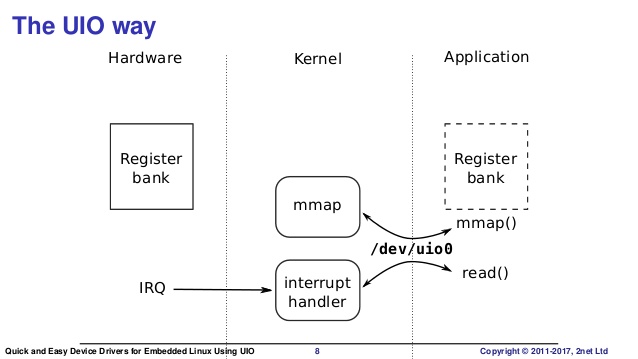 The UIO way
Hardware
Kernel
Application
Register
bank
Register
bank
mmap
mmap()
/dev/uio0
read()
IRQ
interrupt
handler
Quick and Easy Device Drivers for Embedded Linux Using UIO
8
Copyright © 2011-2017, 2net Ltd